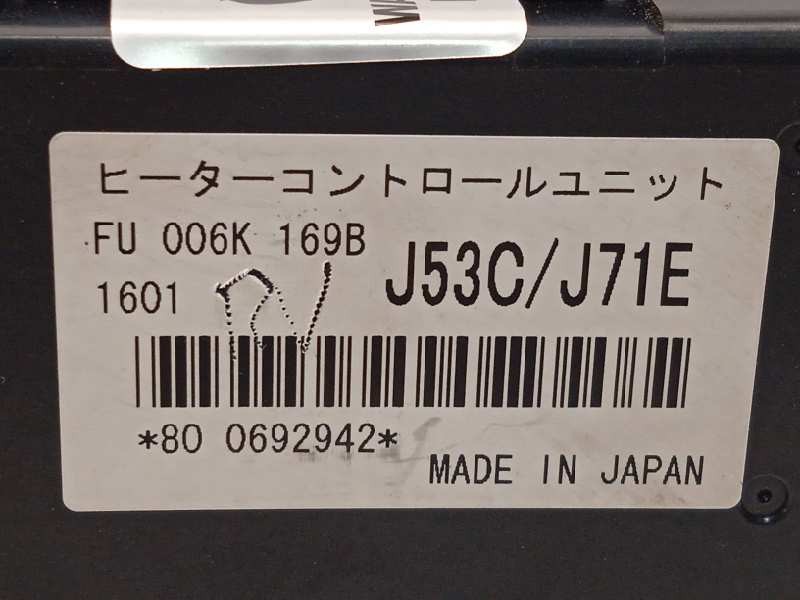 ヒーターコントロールユニット
FU 006K 169B
J53C/J71E
1601
*80 0692942*
MADE IN JAPAN